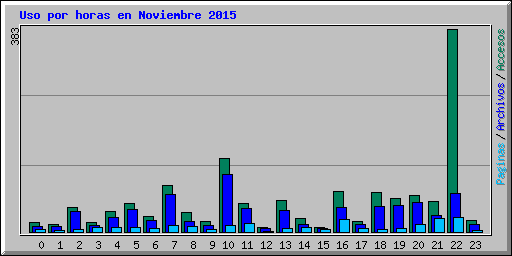 Uso por horas en Noviembre 2015
383
Paginas / Archivos / Accesos
0 1 2 3 4 5 6 7 8 9 10 11 12 13 14 15 16 17 18 19 20 21 22 23